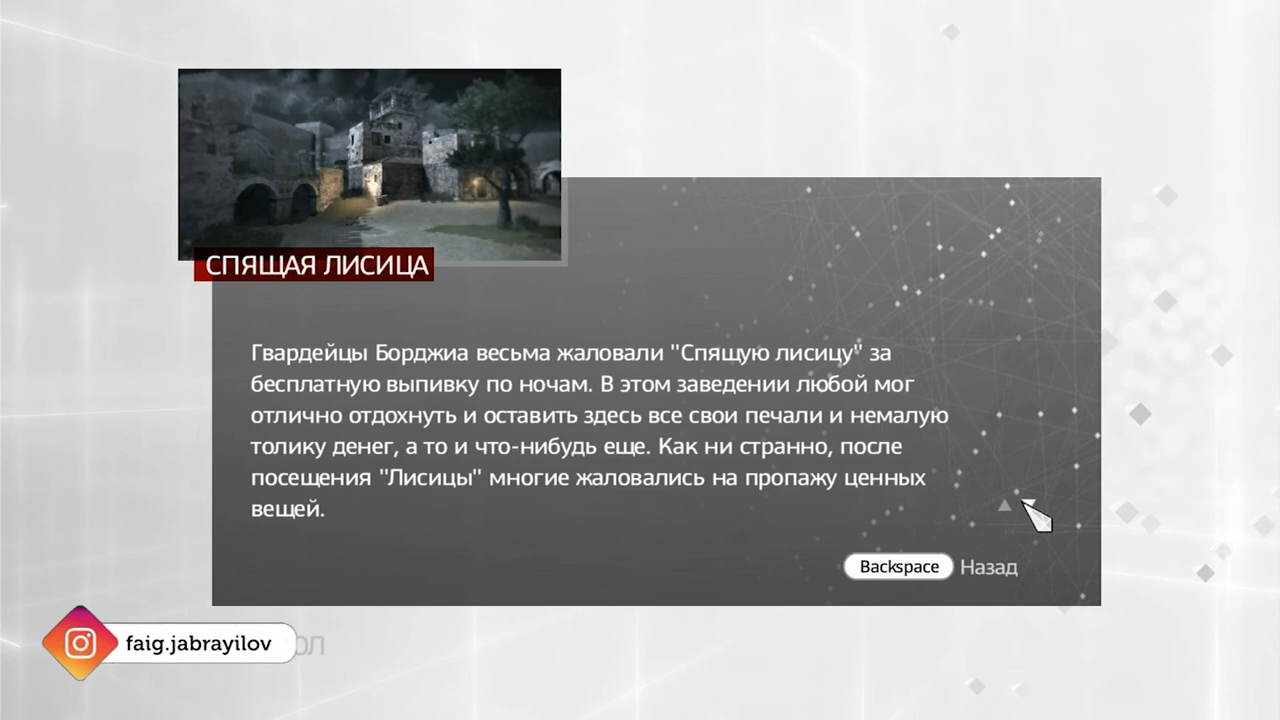 СПЯЩАЯ ЛИСИЦА
Гвардейцы Борджиа весьма жаловали "Спящую лисицу" за
бесплатную выпивку по ночам. В этом заведении любой мог
отлично отдохнуть и оставить здесь все свои печали и немалую
толику денег, а то и что-нибудь еще. Как ни странно, после
посещения "Лисицы" многие жаловались на пропажу ценных
вещей.
Backspace Назад
faig.jabrayilov